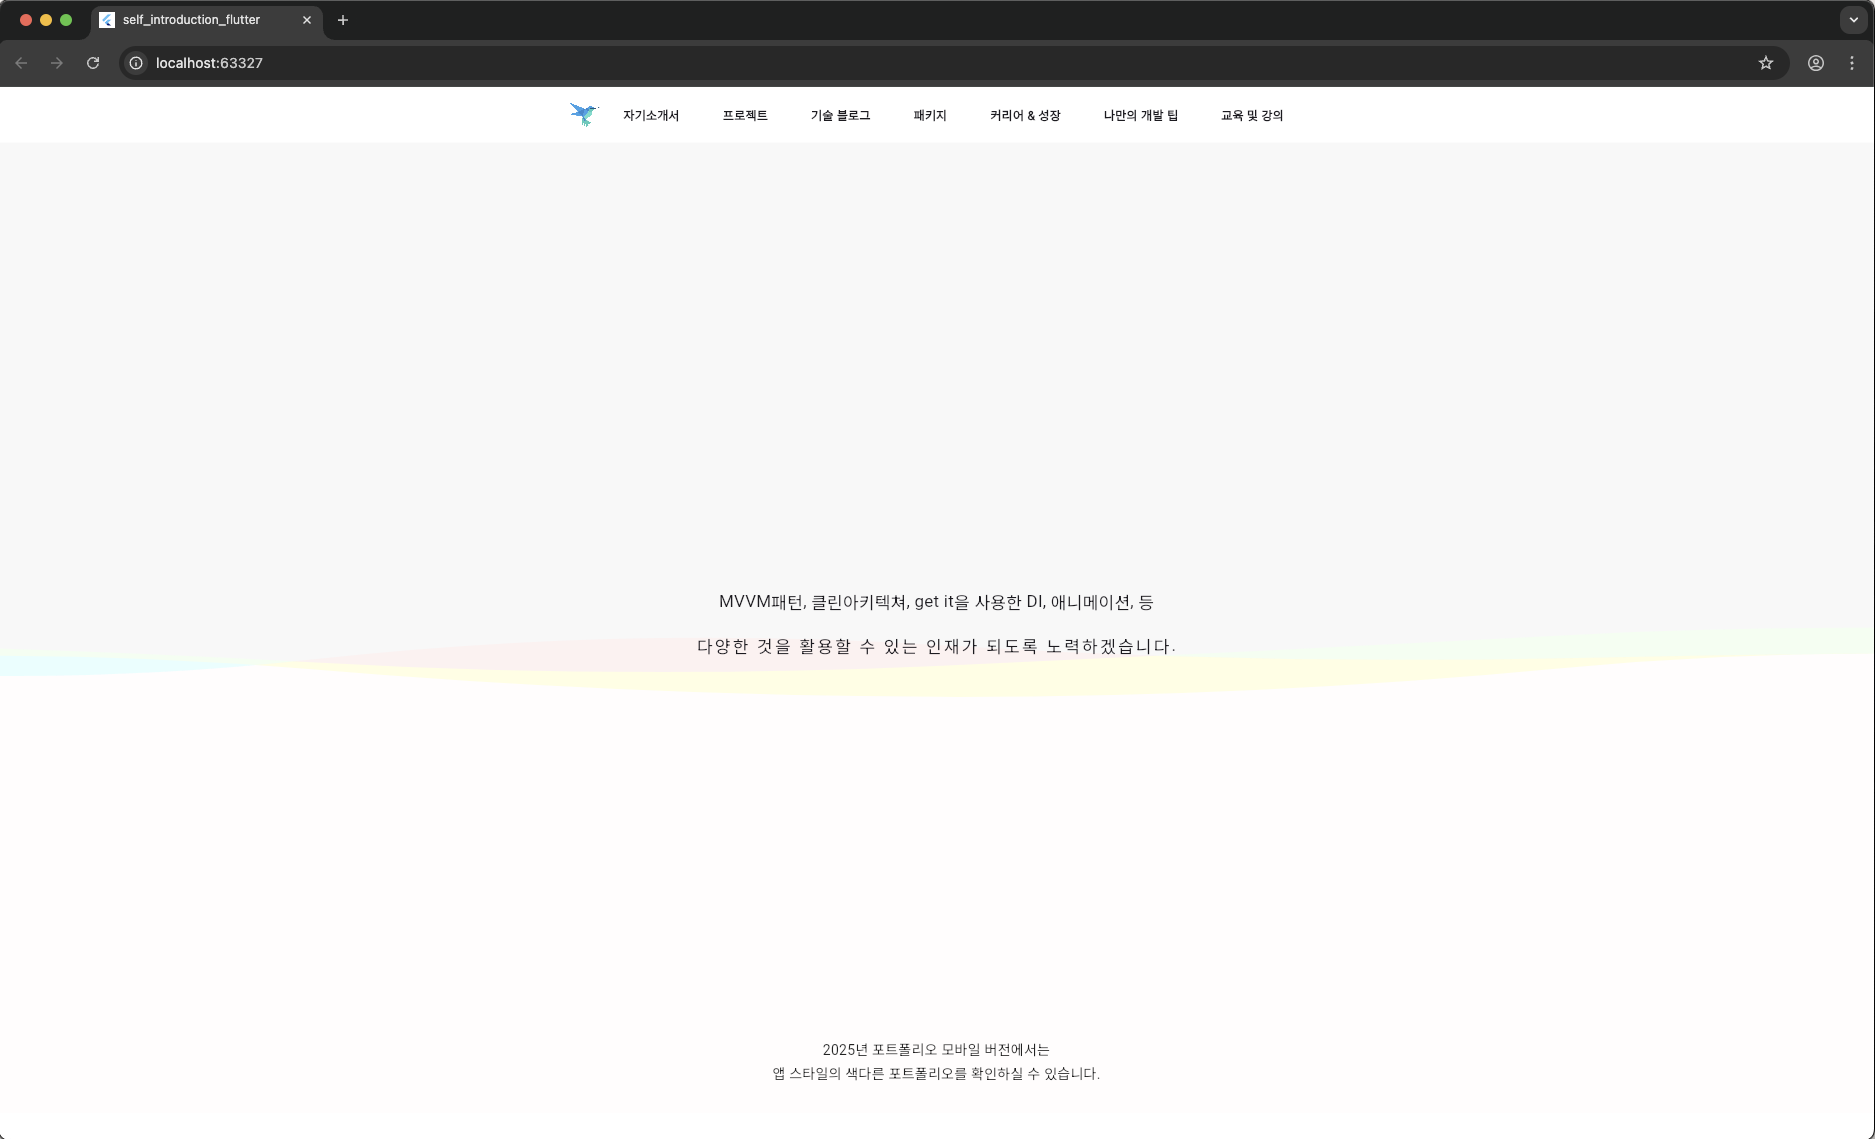 self_introduction_flutter
localhost:63327
자기소개서 프로젝트 기술 블로그 패키지 커리어 & 성장 나만의 개발 팁 교육 및 강의
MVVM패턴, 클린아키텍쳐, get it을 사용한 DI, 애니메이션, 등
다양한 것을 활용할 수 있는 인재가 되도록 노력하겠습니다.
2025년 포트폴리오 모바일 버전에서는
앱 스타일의 색다른 포트폴리오를 확인하실 수 있습니다.